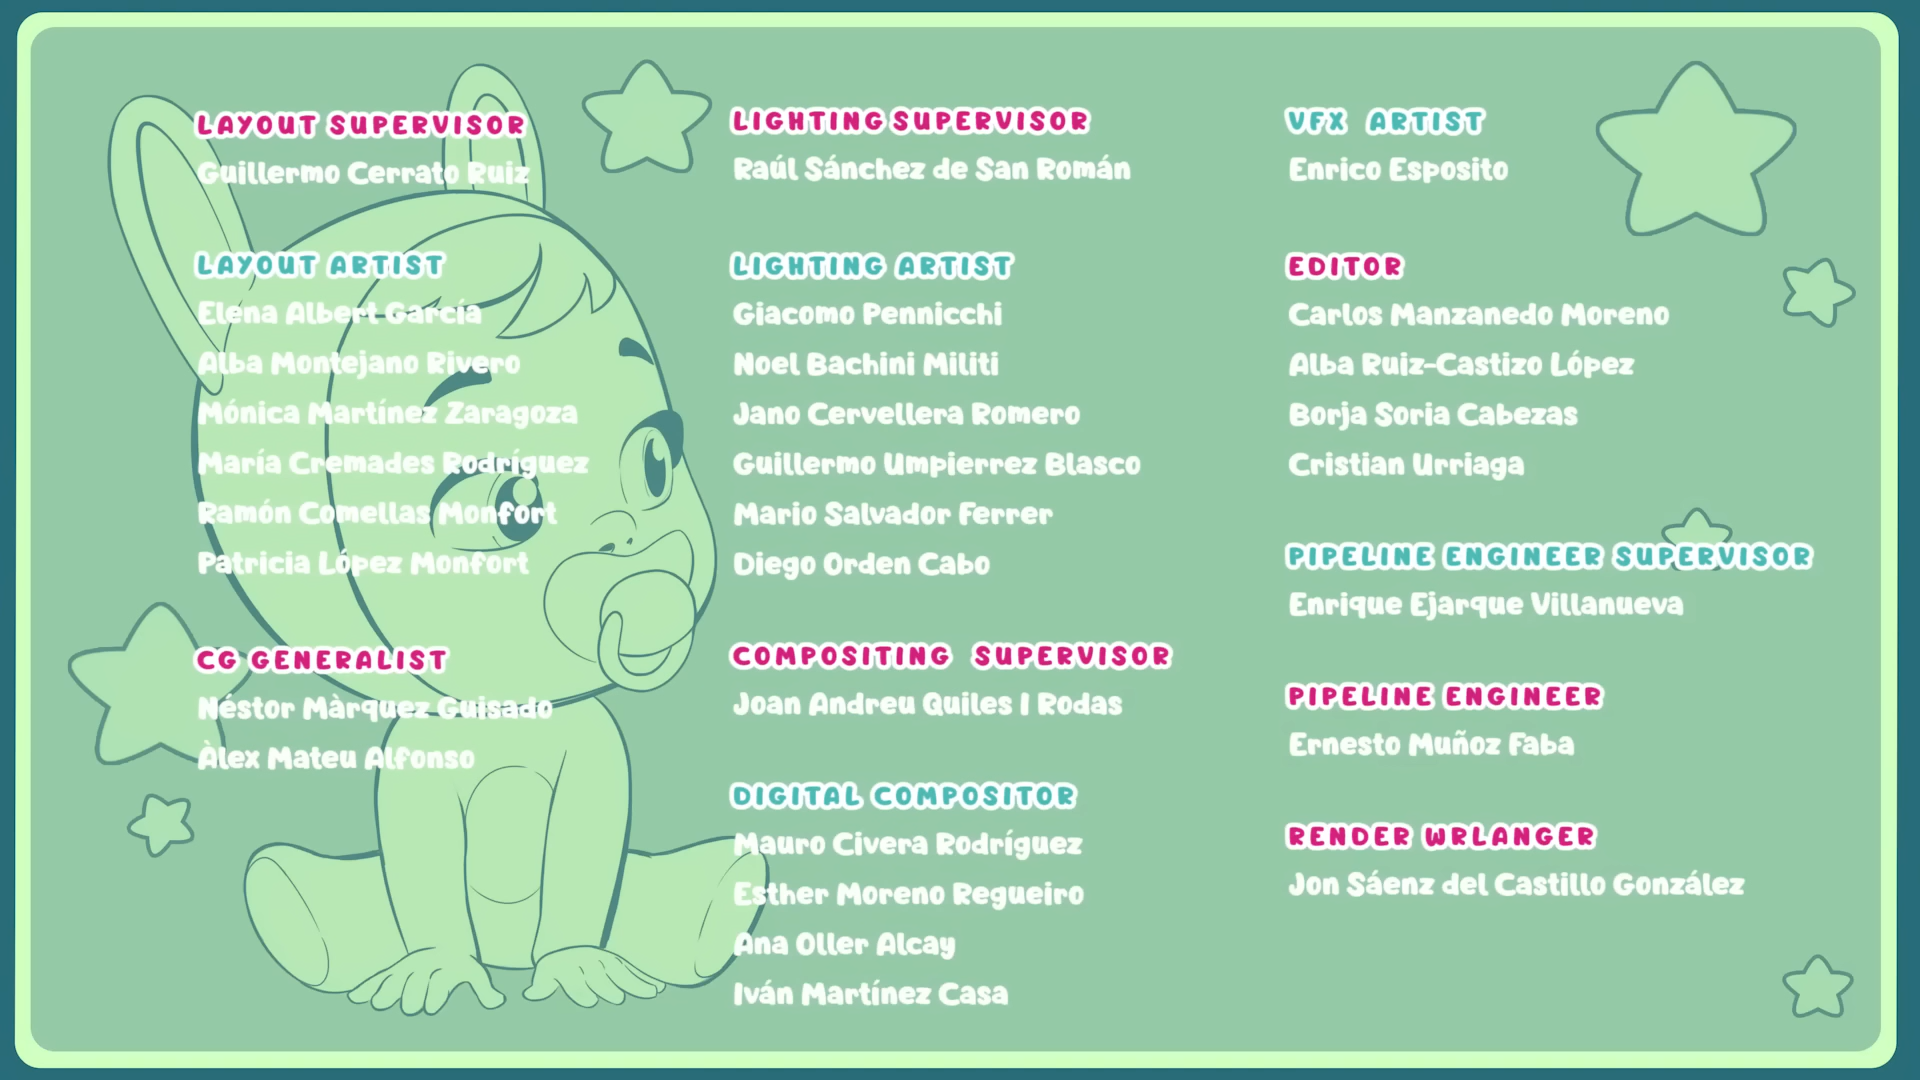 LAYOUT SUPERVISOR
Guillermo Cerrato Ruiz
LAYOUT ARTIST
Elena Albert García
Alba Montejano Rivero
Mónica Martínez Zaragoza
María Cremades Rodríguez
Ramón Comellas Monfort
Patricia López Monfort
CG GENERALIST
Néstor Màrquez Guisado
Àlex Mateu Alfonso
LIGHTING SUPERVISOR
Raúl Sánchez de San Román
LIGHTING ARTIST
Giacomo Pennicchi
Noel Bachini Militi
Jano Cervellera Romero
Guillermo Umpierrez Blasco
Mario Salvador Ferrer
Diego Orden Cabo
COMPOSITING SUPERVISOR
Joan Andreu Quiles I Rodas
DIGITAL COMPOSITOR
Mauro Civera Rodríguez
Esther Moreno Regueiro
Ana Oller Alcay
Iván Martínez Casa
VFX ARTIST
Enrico Esposito
EDITOR
Carlos Manzanedo Moreno
Alba Ruiz-Castizo López
Borja Soria Cabezas
Cristian Urriaga
PIPELINE ENGINEER SUPERVISOR
Enrique Ejarque Villanueva
PIPELINE ENGINEER
Ernesto Muñoz Faba
RENDER WRLANGER
Jon Sáenz del Castillo González